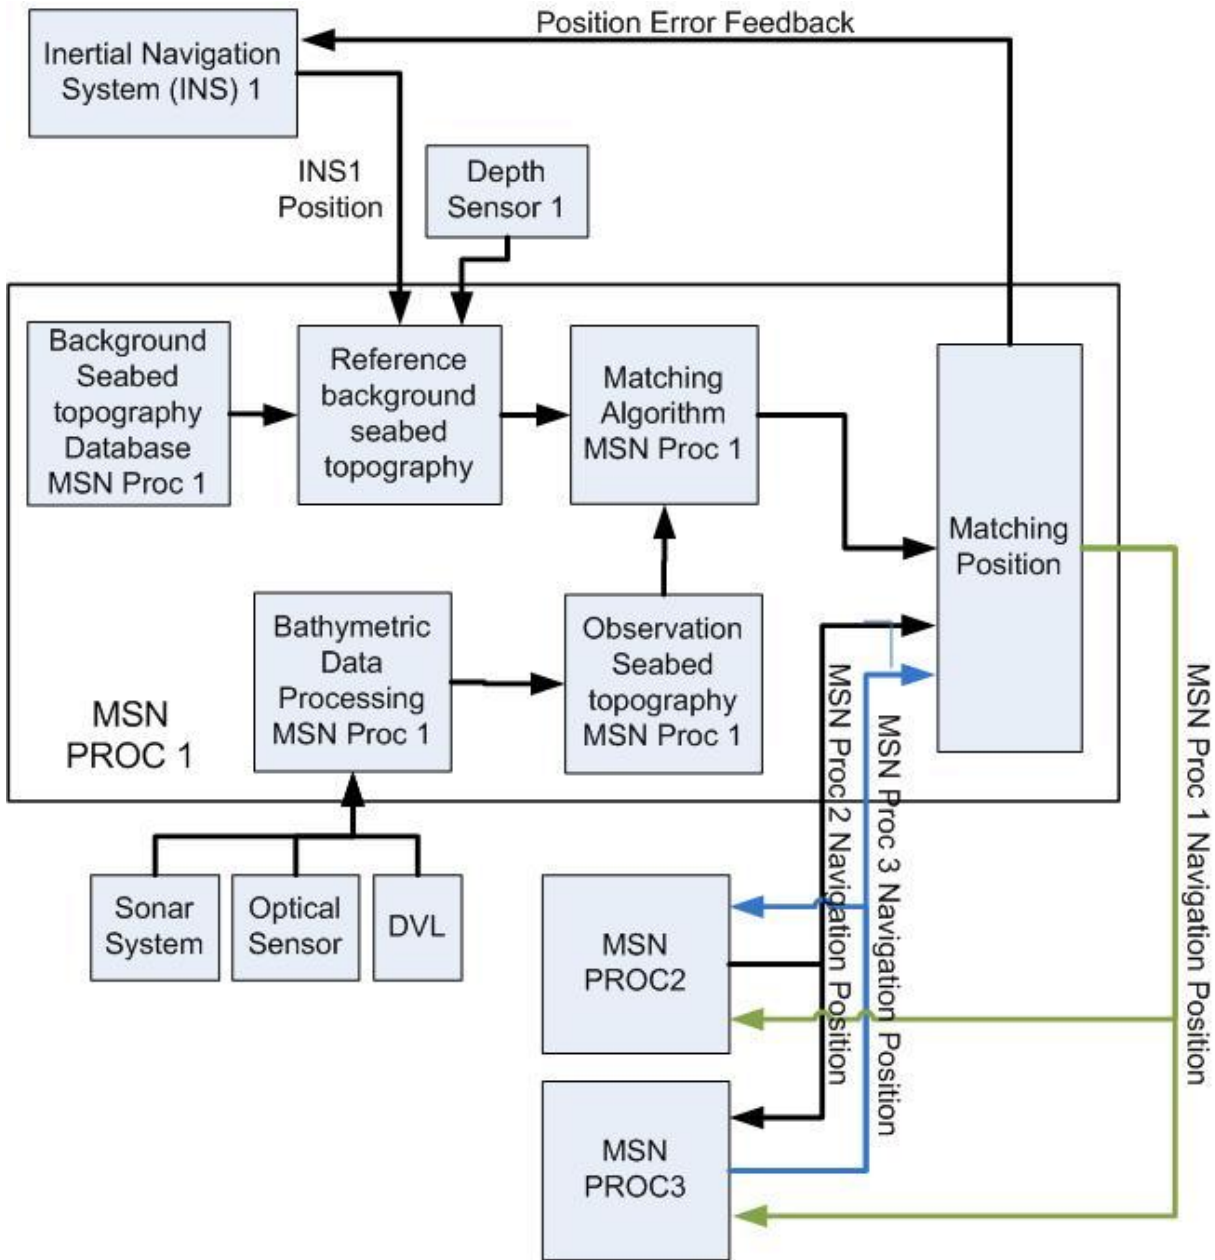 Position Error Feedback
Inertial Navigation
System (INS) 1
INS1
Position
Depth
Sensor 1
Background
Seabed
topography
Database
MSN Proc 1
Reference
background
seabed
topography
Matching
Algorithm
MSN Proc 1
Matching
Position
Bathymetric
Data
Processing
MSN Proc 1
Observation
Seabed
topography
MSN Proc 1
MSN
PROC 1
Sonar
System
Optical
Sensor
DVL
MSN
PROC2
MSN
PROC3
MSN Proc 2 Navigation Position
MSN Proc 3 Navigation Position
MSN Proc 1 Navigation Position